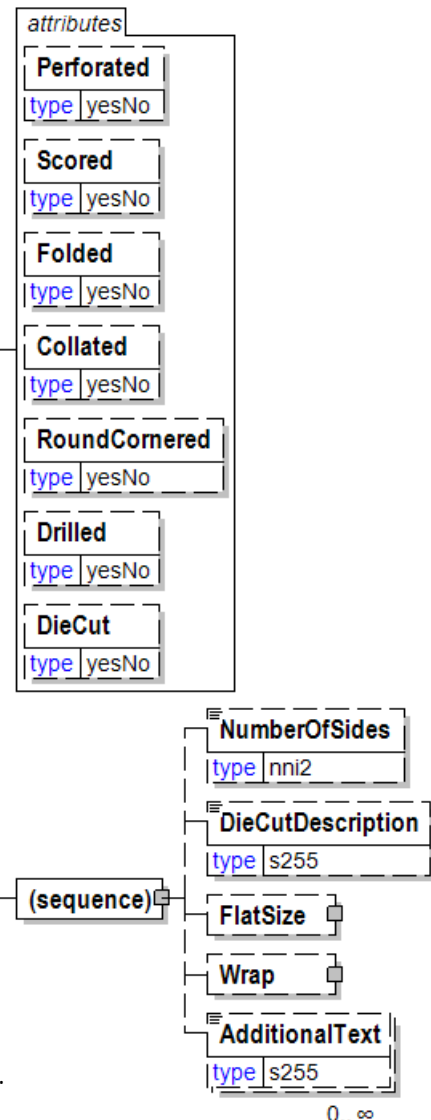 attributes
Perforated
type yesNo
Scored
type yesNo
Folded
type yesNo
Collated
type yesNo
RoundCornered
type yesNo
Drilled
type yesNo
DieCut
type yesNo
NumberOfSides
type nni2
DieCutDescription
type s255
(sequence)
FlatSize
Wrap
AdditionalText
type s255
.
0..∞